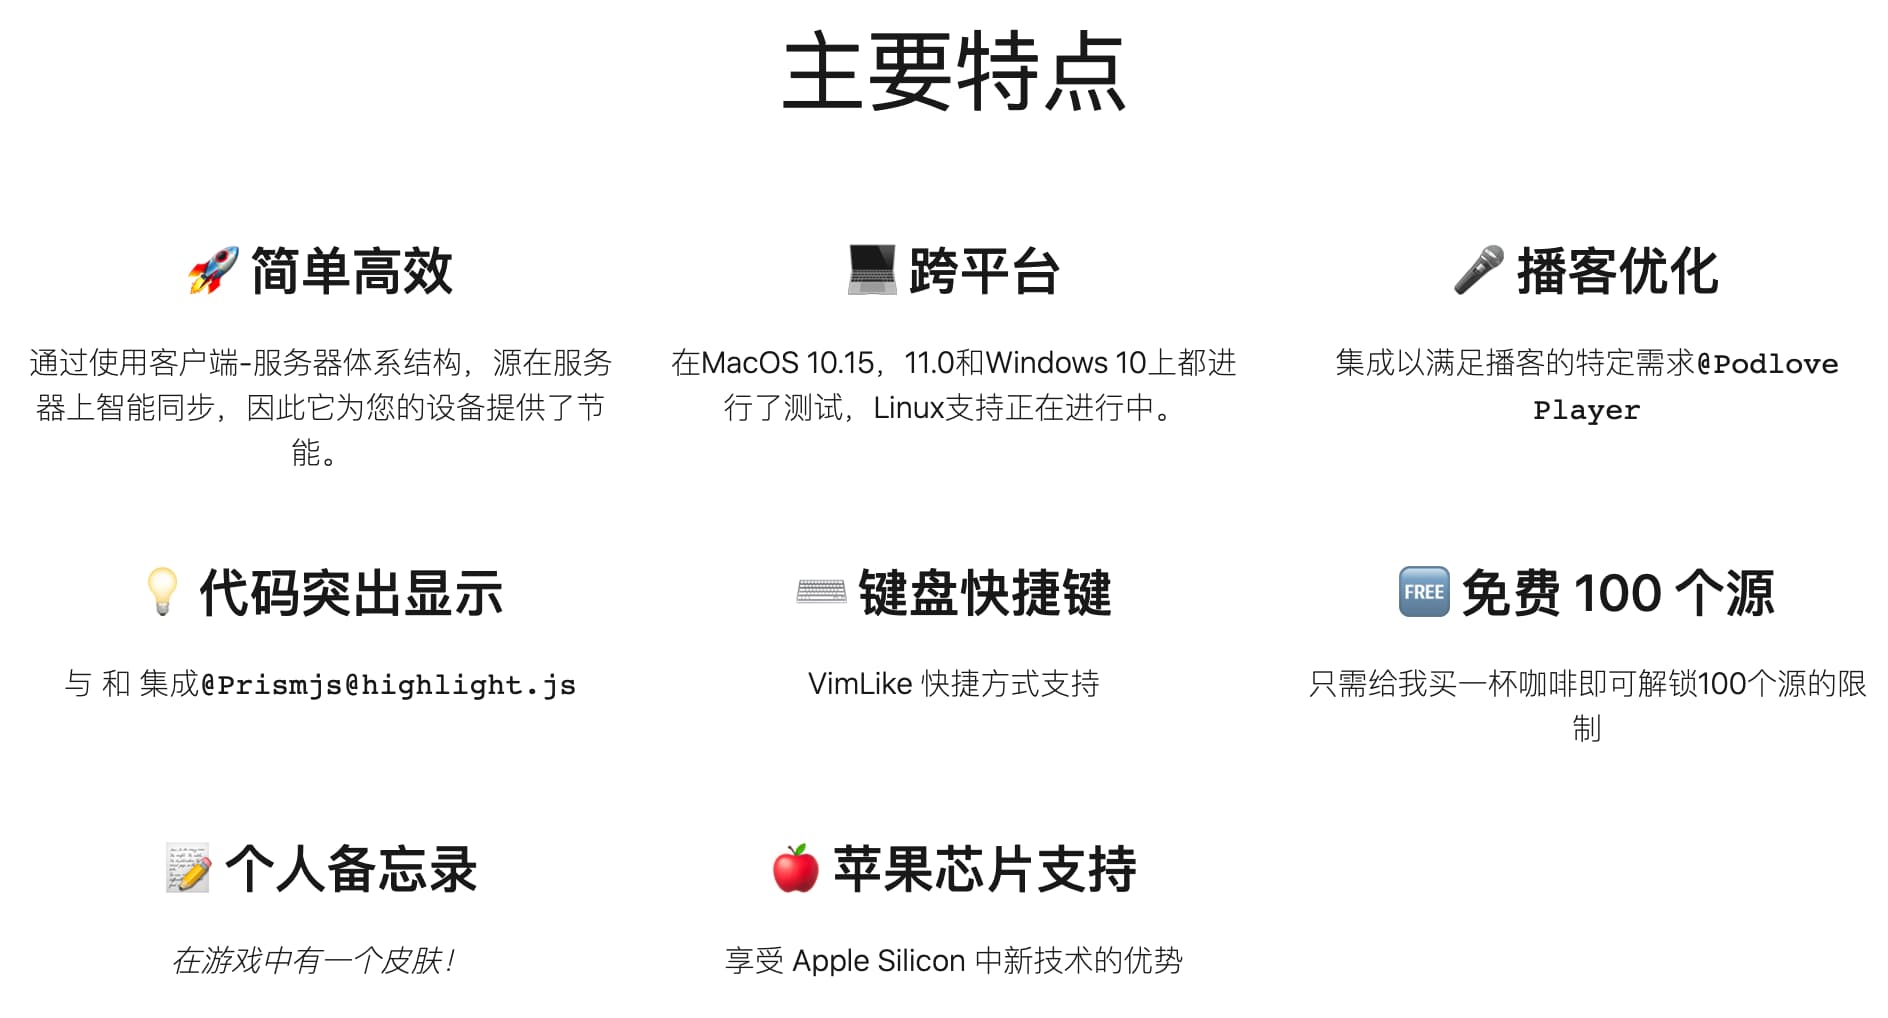 主要特点
🚀 简单高效
通过使用客户端-服务器体系结构，源在服务
器上智能同步，因此它为您的设备提供了节
能。
💻 跨平台
在MacOS 10.15，11.0和Windows 10上都进
行了测试，Linux支持正在进行中。
🎤 播客优化
集成以满足播客的特定需求@Podlove
Player
💡 代码突出显示
与 和 集成@Prismjs@highlight.js
⌨️ 键盘快捷键
VimLike 快捷方式支持
🆓 免费 100 个源
只需给我买一杯咖啡即可解锁100个源的限
制
📝 个人备忘录
在游戏中有一个皮肤！
🍎 苹果芯片支持
享受 Apple Silicon 中新技术的优势